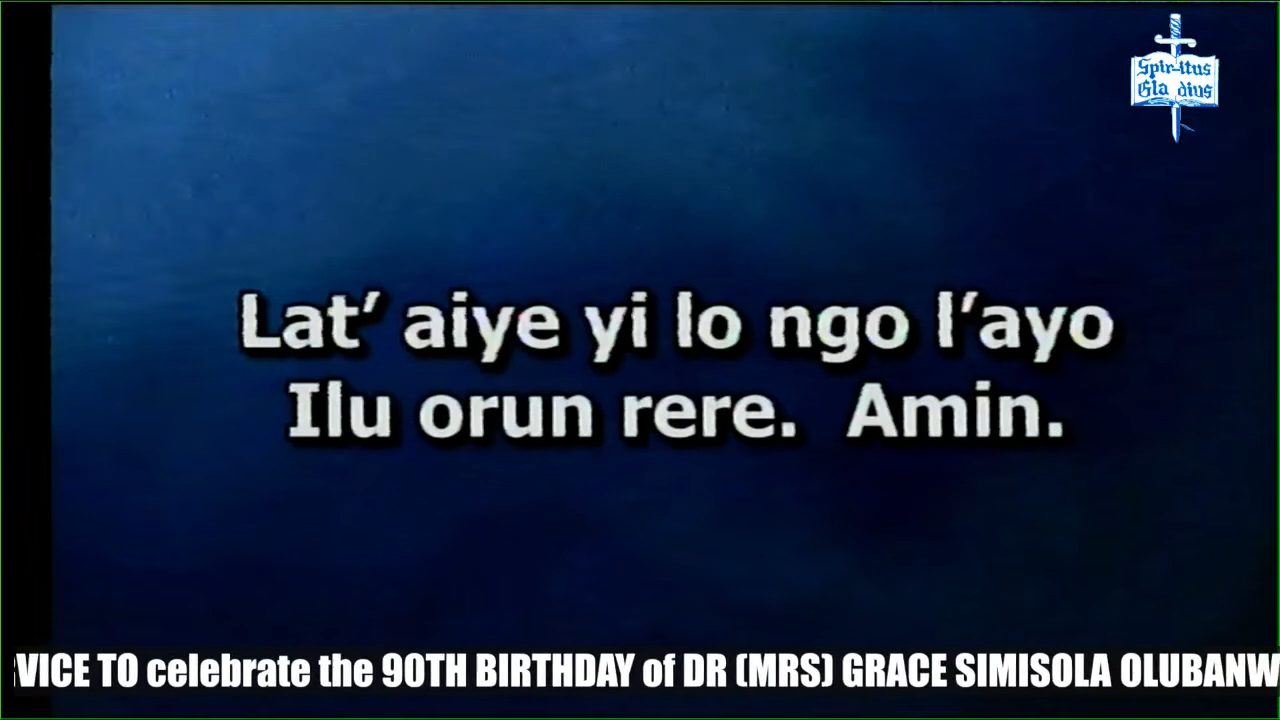 Spiritus
Gladius
Lat’ aiye yi lo ngo l’ayo
Ilu orun rere. Amin.
VICE TO celebrate the 90TH BIRTHDAY of DR (MRS) GRACE SIMISOLA OLUBANW